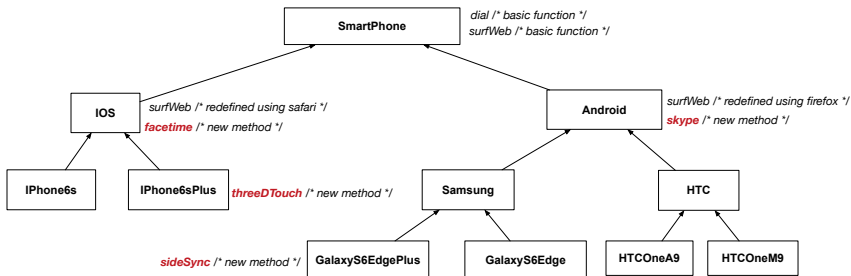 SmartPhone
dial /* basic function */
surfWeb /* basic function */
IOS
surfWeb /* redefined using safari */
facetime /* new method */
Android
surfWeb /* redefined using firefox */
skype /* new method */
IPhone6s
IPhone6sPlus
threeDTouch /* new method */
Samsung
HTC
sideSync /* new method */
GalaxyS6EdgePlus
GalaxyS6Edge
HTCOneA9
HTCOneM9